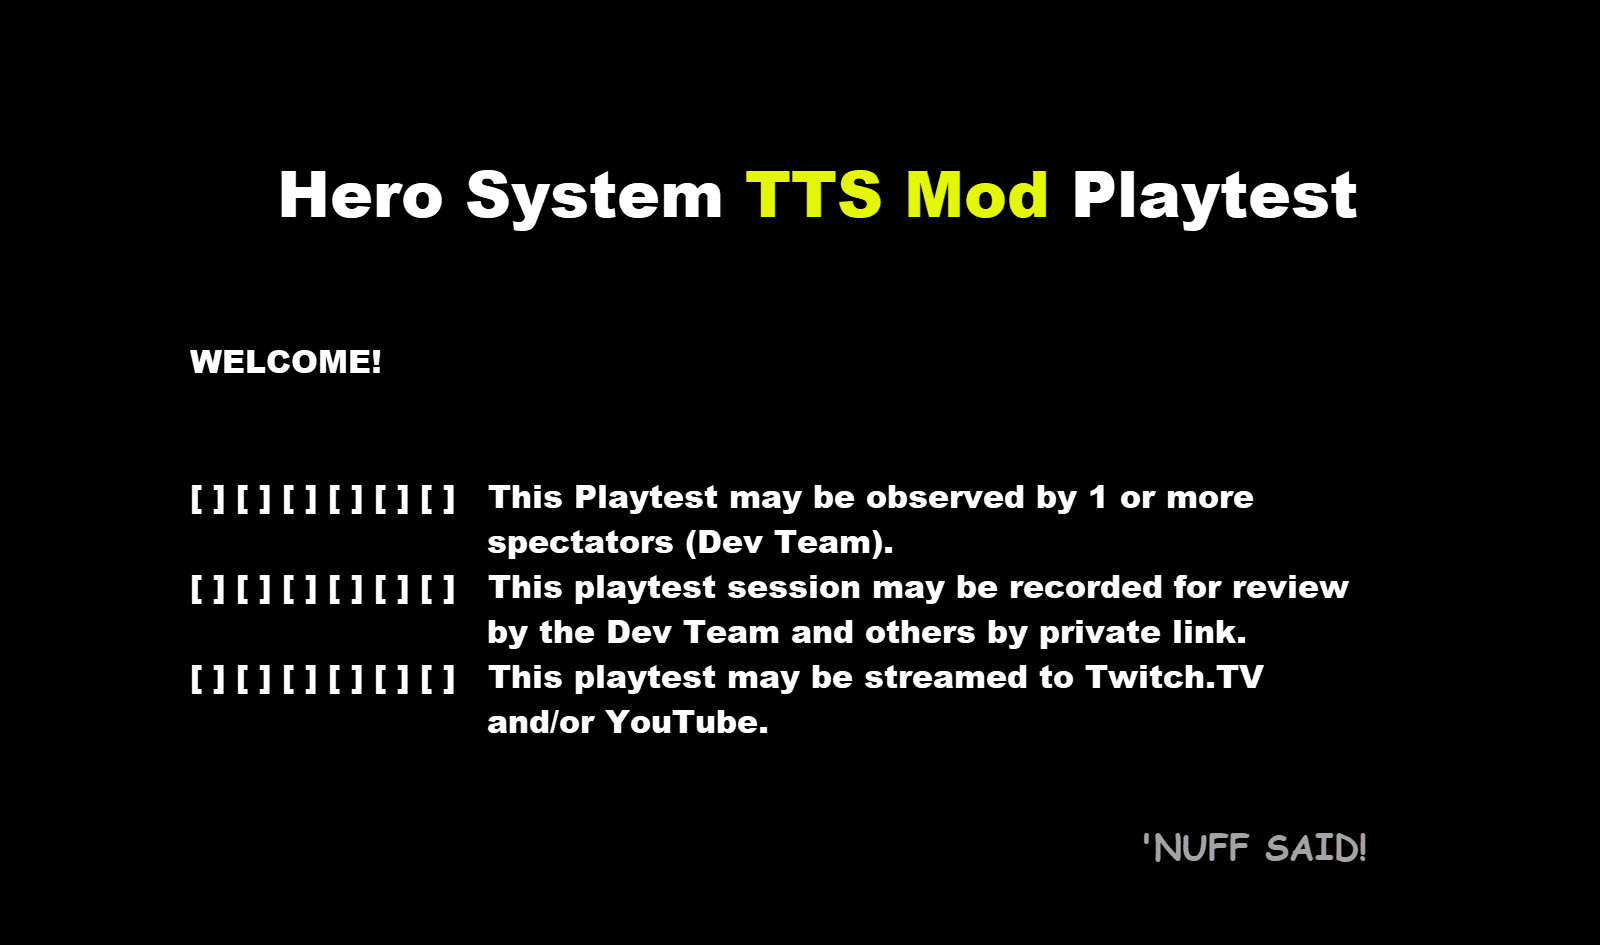 Hero System TTS Mod Playtest
WELCOME!
[ ] [ ] [ ] [ ] [ ] [ ] This Playtest may be observed by 1 or more
spectators (Dev Team).
[ ] [ ] [ ] [ ] [ ] [ ] This playtest session may be recorded for review
by the Dev Team and others by private link.
[ ] [ ] [ ] [ ] [ ] [ ] This playtest may be streamed to Twitch.TV
and/or YouTube.
'NUFF SAID!